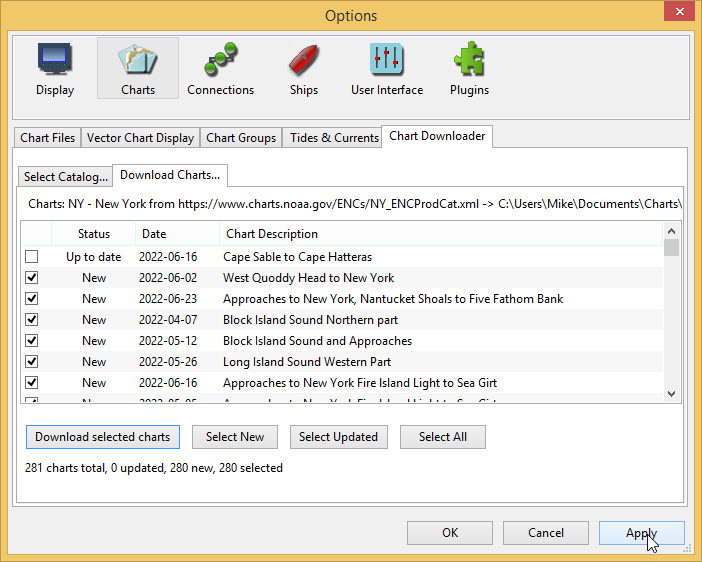 Options
Display Charts Connections Ships User Interface Plugins
Chart Files Vector Chart Display Chart Groups Tides & Currents Chart Downloader
Select Catalog... Download Charts...
Charts: NY - New York from https://www.charts.noaa.gov/ENCs/NY_ENCProdCat.xml -> C:\Users\Mike\Documents\Charts\
Status Date Chart Description
Up to date 2022-06-16 Cape Sable to Cape Hatteras
New 2022-06-02 West Quoddy Head to New York
New 2022-06-23 Approaches to New York, Nantucket Shoals to Five Fathom Bank
New 2022-04-07 Block Island Sound Northern part
New 2022-05-12 Block Island Sound and Approaches
New 2022-05-26 Long Island Sound Western Part
New 2022-06-16 Approaches to New York Fire Island Light to Sea Girt
Download selected charts Select New Select Updated Select All
281 charts total, 0 updated, 280 new, 280 selected
OK Cancel Apply